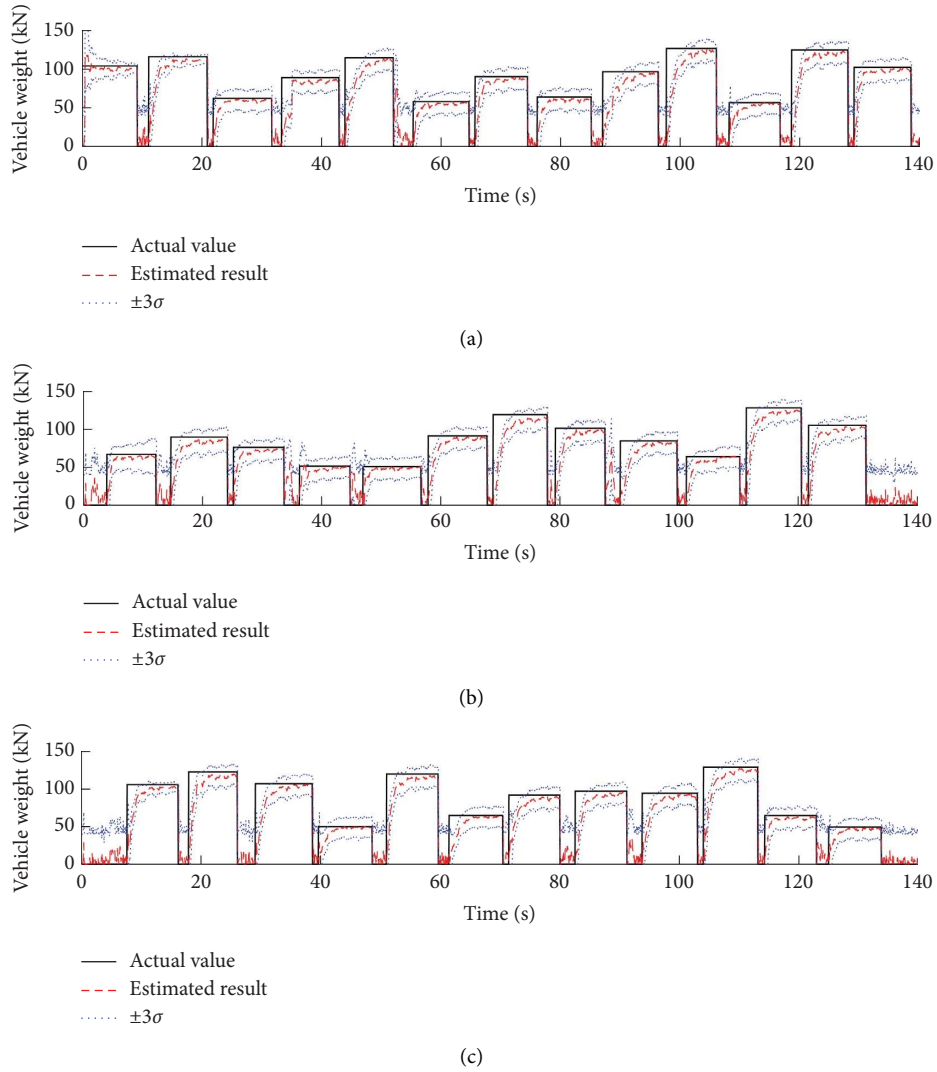 Vehicle weight (kN)
150
100
50
0
0 20 40 60 80 100 120 140
Time (s)
Actual value
Estimated result
±3σ
(a)
Vehicle weight (kN)
150
100
50
0
0 20 40 60 80 100 120 140
Time (s)
Actual value
Estimated result
±3σ
(b)
Vehicle weight (kN)
150
100
50
0
0 20 40 60 80 100 120 140
Time (s)
Actual value
Estimated result
±3σ
(c)